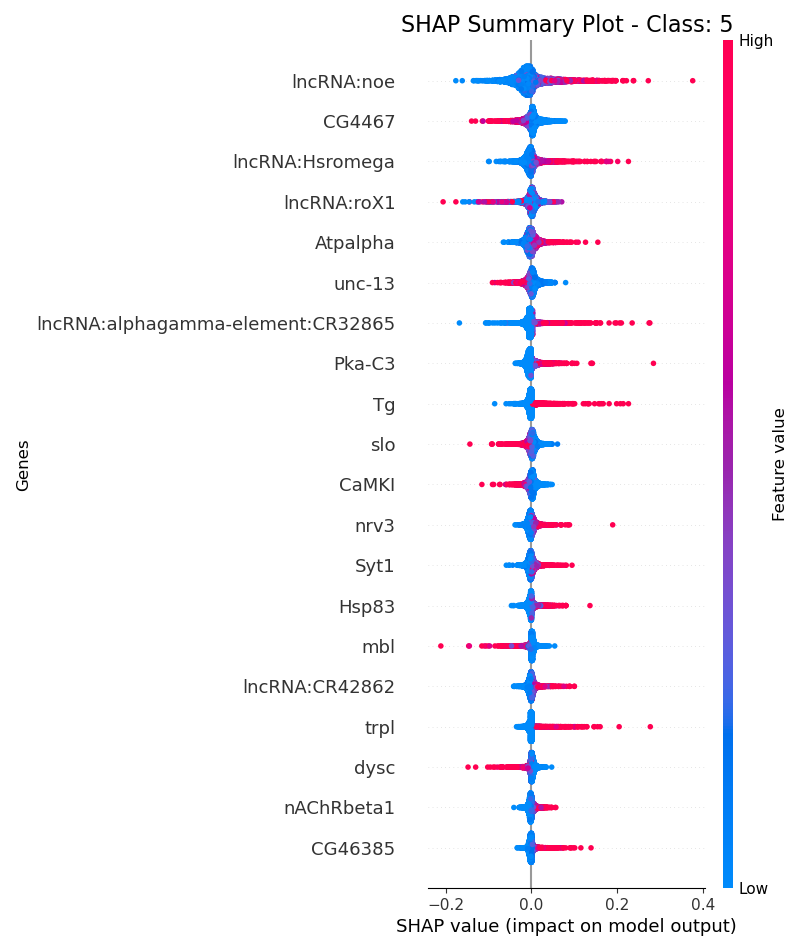 SHAP Summary Plot - Class: 5
High
lncRNA:noe
CG4467
lncRNA:Hsromega
lncRNA:roX1
Atpalpha
unc-13
lncRNA:alphagamma-element:CR32865
Pka-C3
Tg
slo
CaMKI
nrv3
Syt1
Hsp83
mbl
lncRNA:CR42862
trpl
dysc
nAChRbeta1
CG46385
Genes
Feature value
Low
−0.2 0.0 0.2 0.4
SHAP value (impact on model output)